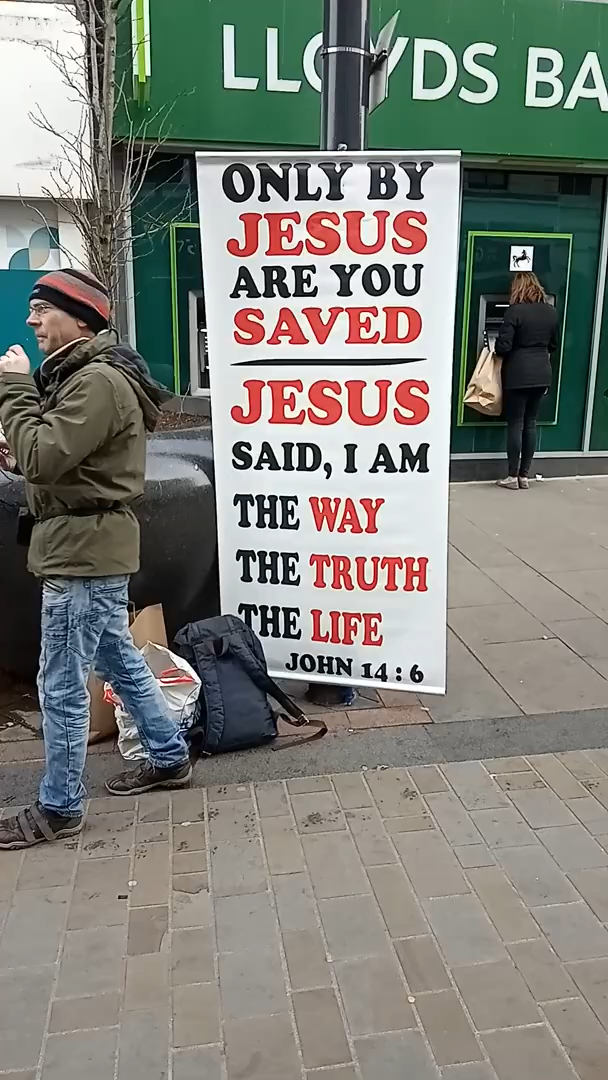 LLOYDS BA
ONLY BY
JESUS
ARE YOU
SAVED
JESUS
SAID, I AM
THE WAY
THE TRUTH
THE LIFE
JOHN 14 : 6